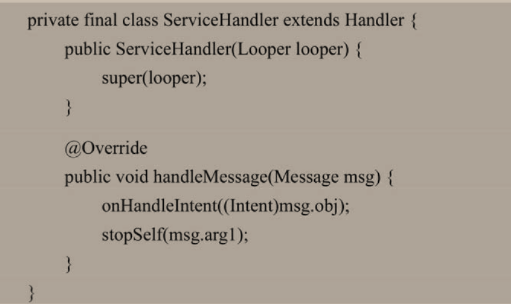 private final class ServiceHandler extends Handler {
public ServiceHandler(Looper looper) {
super(looper);
}
@Override
public void handleMessage(Message msg) {
onHandleIntent((Intent)msg.obj);
stopSelf(msg.arg1);
}
}